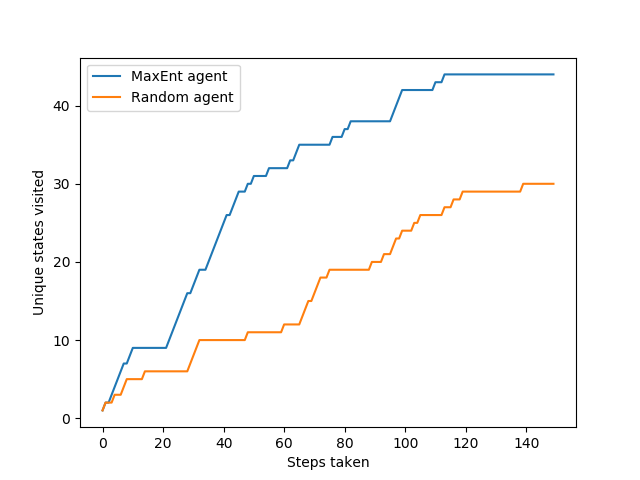 MaxEnt agent
Random agent
Unique states visited
40
30
20
10
0
0 20 40 60 80 100 120 140
Steps taken